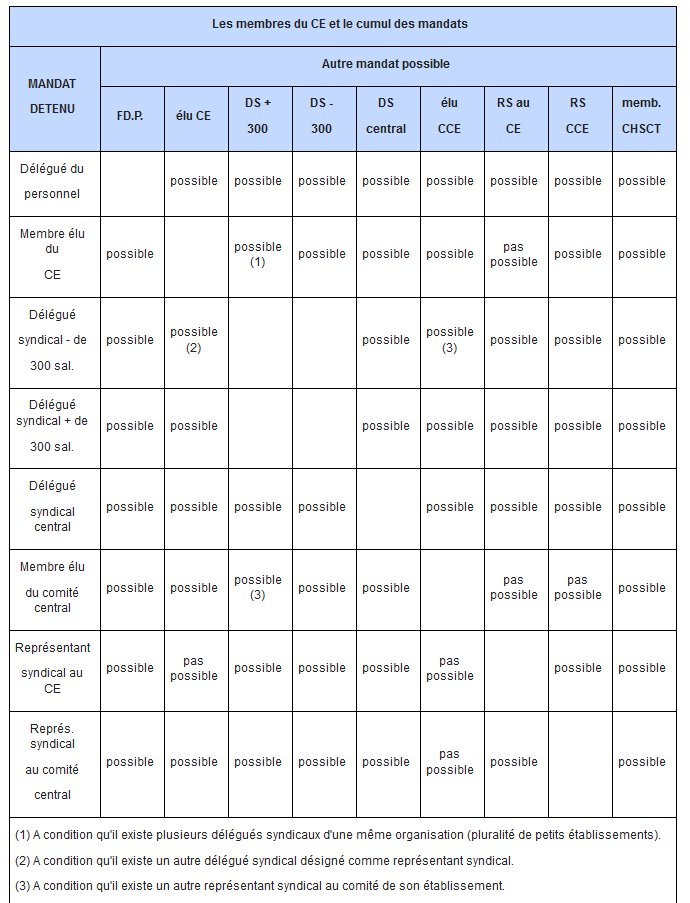 Les membres du CE et le cumul des mandats
MANDAT
DETENU
Autre mandat possible
FD.P.
élu CE
DS +
300
DS -
300
DS
central
élu
CCE
RS au
CE
RS
CCE
memb.
CHSCT
Délégué du
personnel
possible
possible
possible
possible
possible
possible
possible
possible
Membre élu
du
CE
possible
possible
(1)
possible
possible
possible
pas
possible
possible
possible
Délégué
syndical - de
300 sal.
possible
possible
(2)
possible
possible
(3)
possible
possible
possible
Délégué
syndical + de
300 sal.
possible
possible
possible
possible
possible
possible
possible
Délégué
syndical
central
possible
possible
possible
possible
possible
possible
possible
possible
Membre élu
du comité
central
possible
possible
possible
(3)
possible
possible
pas
possible
pas
possible
possible
Représentant
syndical au
CE
possible
pas
possible
possible
possible
possible
pas
possible
possible
possible
Représ.
syndical
au comité
central
possible
possible
possible
possible
possible
pas
possible
possible
possible
(1) A condition qu'il existe plusieurs délégués syndicaux d'une même organisation (pluralité de petits établissements).
(2) A condition qu'il existe un autre délégué syndical désigné comme représentant syndical.
(3) A condition qu'il existe un autre représentant syndical au comité de son établissement.